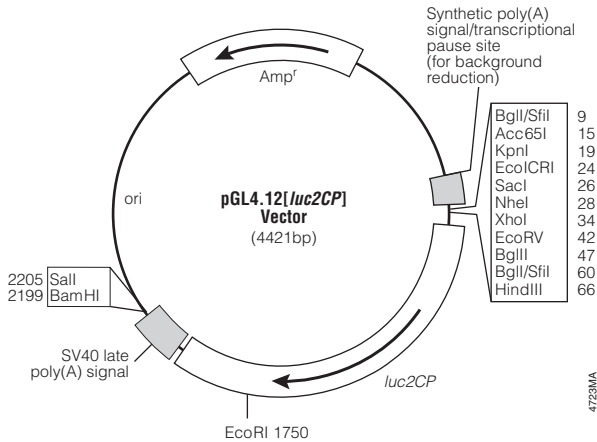 Synthetic poly(A)
signal/transcriptional
pause site
(for background
reduction)
Ampʳ
BglI/SfiI 9
Acc65I 15
KpnI 19
EcoICRI 24
SacI 26
NheI 28
XhoI 34
EcoRV 42
BglII 47
BglI/SfiI 60
HindIII 66
ori
pGL4.12[luc2CP]
Vector
(4421bp)
2205 SalI
2199 BamHI
SV40 late
poly(A) signal
luc2CP
EcoRI 1750
4723MA